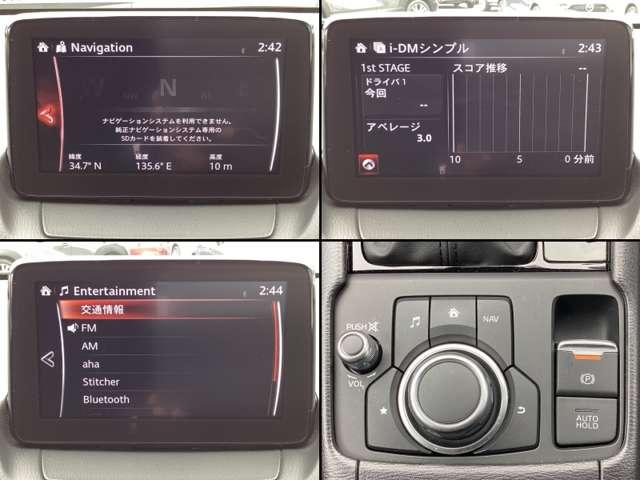 Navigation 2:42
N
NW
ナビゲーションシステムを利用できません。
純正ナビゲーションシステム専用の
SDカードを装着してください。
緯度 経度 高度
34.7° N 135.6° E 10 m
i-DMシンプル 2:43
1st STAGE スコア推移 --
ドライバ 1
今回
--
アベレージ
3.0
10 5 0 分前
Entertainment 2:44
交通情報
FM
AM
aha
Stitcher
Bluetooth
PUSH
VOL
NAV
P
AUTO
HOLD